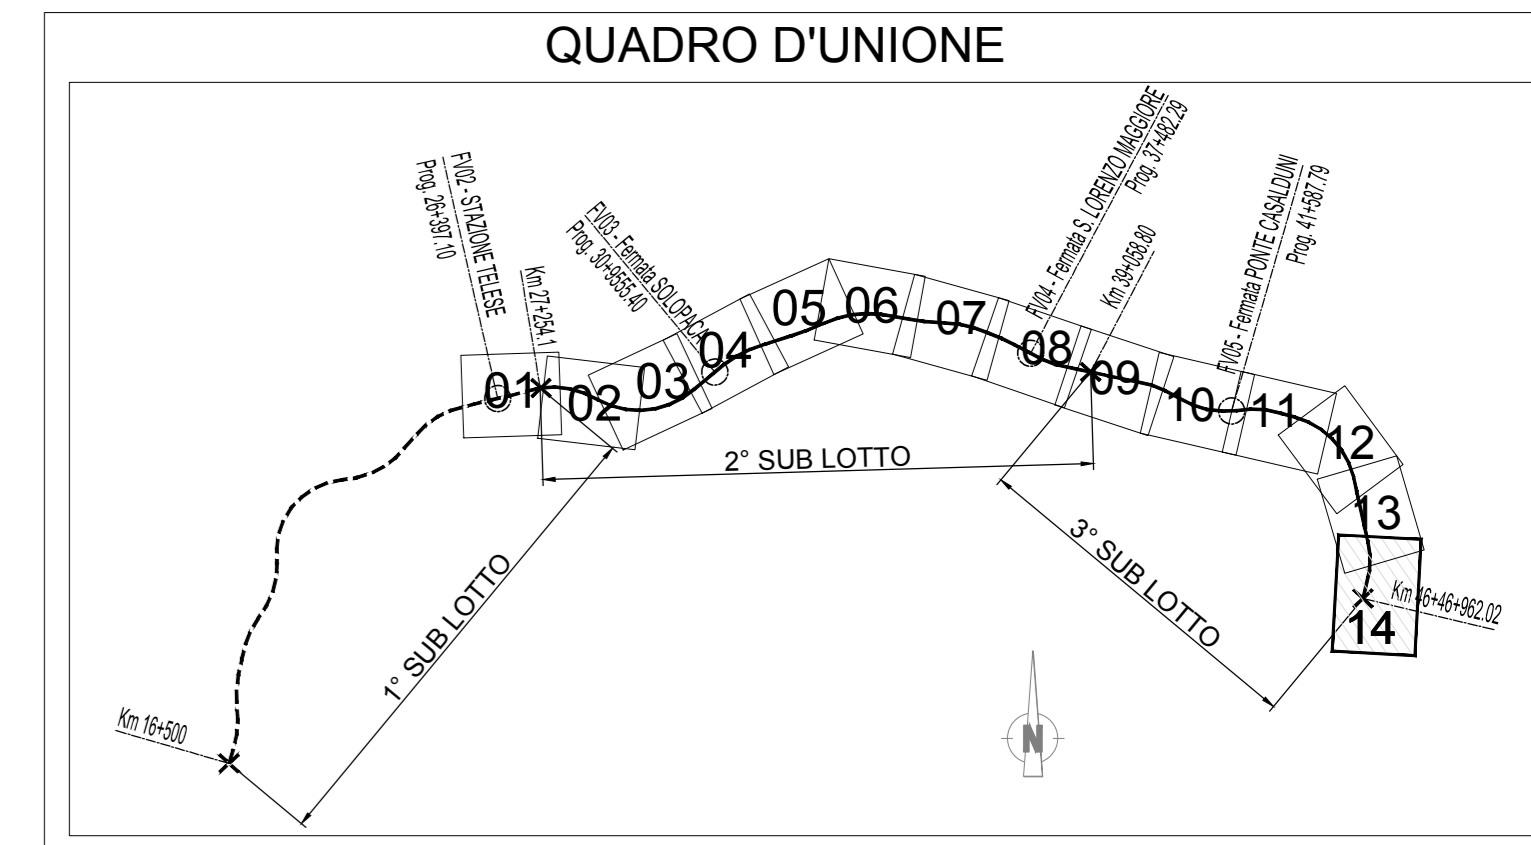 QUADRO D'UNIONE
FV02 - STAZIONE TELESE
Prog. 26+397.10
Km 27+254.1
FV03 - Fermata SOLOPACA
Prog. 30+9555.40
FV04 - Fermata S. LORENZO MAGGIORE
Prog. 37+482.29
Km 39+058.80
FV05 - Fermata PONTE CASALDUNI
Prog. 41+587.79
01
02
03
04
05
06
07
08
09
10
11
12
13
14
2° SUB LOTTO
1° SUB LOTTO
3° SUB LOTTO
Km 46+46+962.02
Km 16+500
N